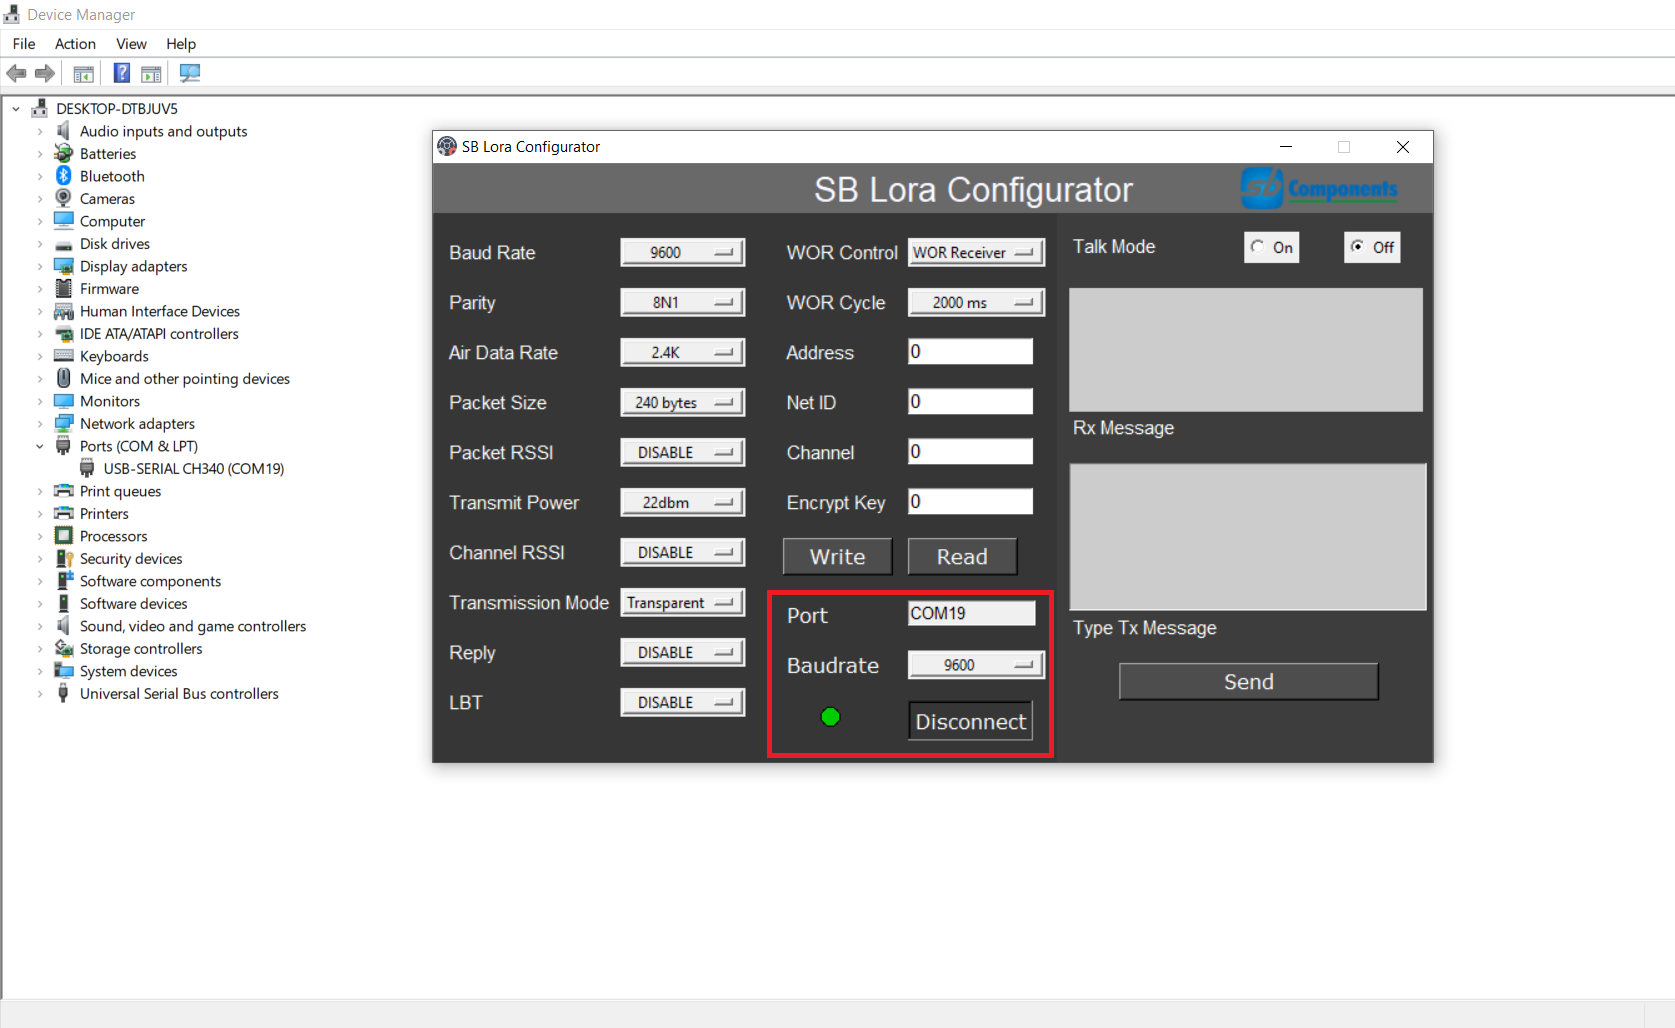 Device Manager
File Action View Help
DESKTOP-DTBJUV5
Audio inputs and outputs
Batteries
Bluetooth
Cameras
Computer
Disk drives
Display adapters
Firmware
Human Interface Devices
IDE ATA/ATAPI controllers
Keyboards
Mice and other pointing devices
Monitors
Network adapters
Ports (COM & LPT)
USB-SERIAL CH340 (COM19)
Print queues
Printers
Processors
Security devices
Software components
Software devices
Sound, video and game controllers
Storage controllers
System devices
Universal Serial Bus controllers
SB Lora Configurator
SB Lora Configurator
sb Components
Baud Rate 9600
Parity 8N1
Air Data Rate 2.4K
Packet Size 240 bytes
Packet RSSI DISABLE
Transmit Power 22dbm
Channel RSSI DISABLE
Transmission Mode Transparent
Reply DISABLE
LBT DISABLE
WOR Control WOR Receiver
WOR Cycle 2000 ms
Address 0
Net ID 0
Channel 0
Encrypt Key 0
Write Read
Port COM19
Baudrate 9600
Disconnect
Talk Mode On Off
Rx Message
Type Tx Message
Send